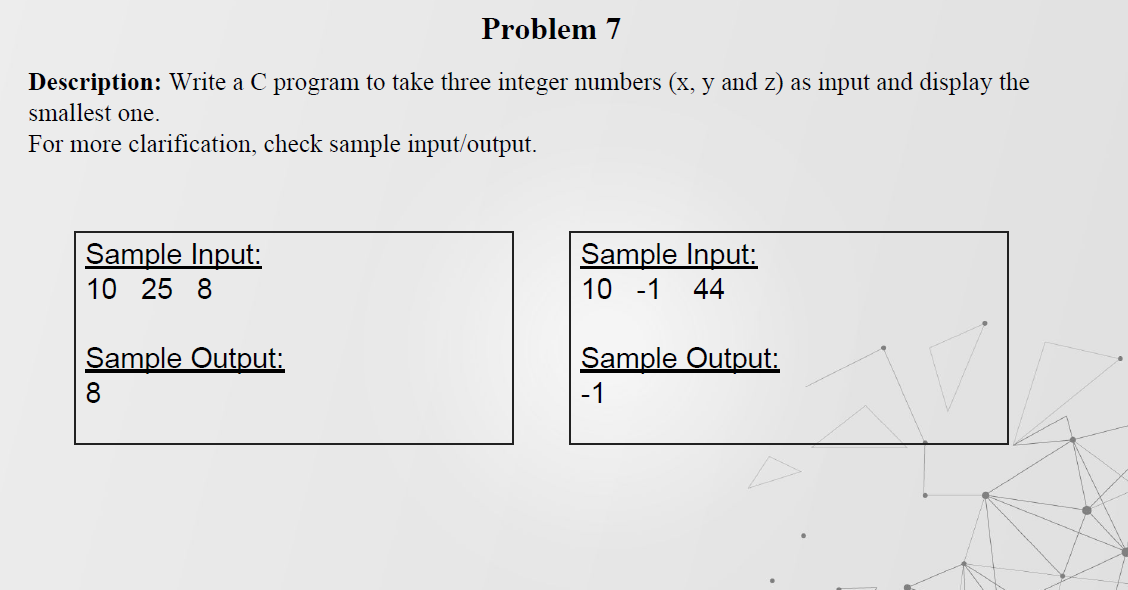 Problem 7
Description: Write a C program to take three integer numbers (x, y and z) as input and display the
smallest one.
For more clarification, check sample input/output.
Sample Input:
10 25 8
Sample Output:
8
Sample Input:
10 -1 44
Sample Output:
-1